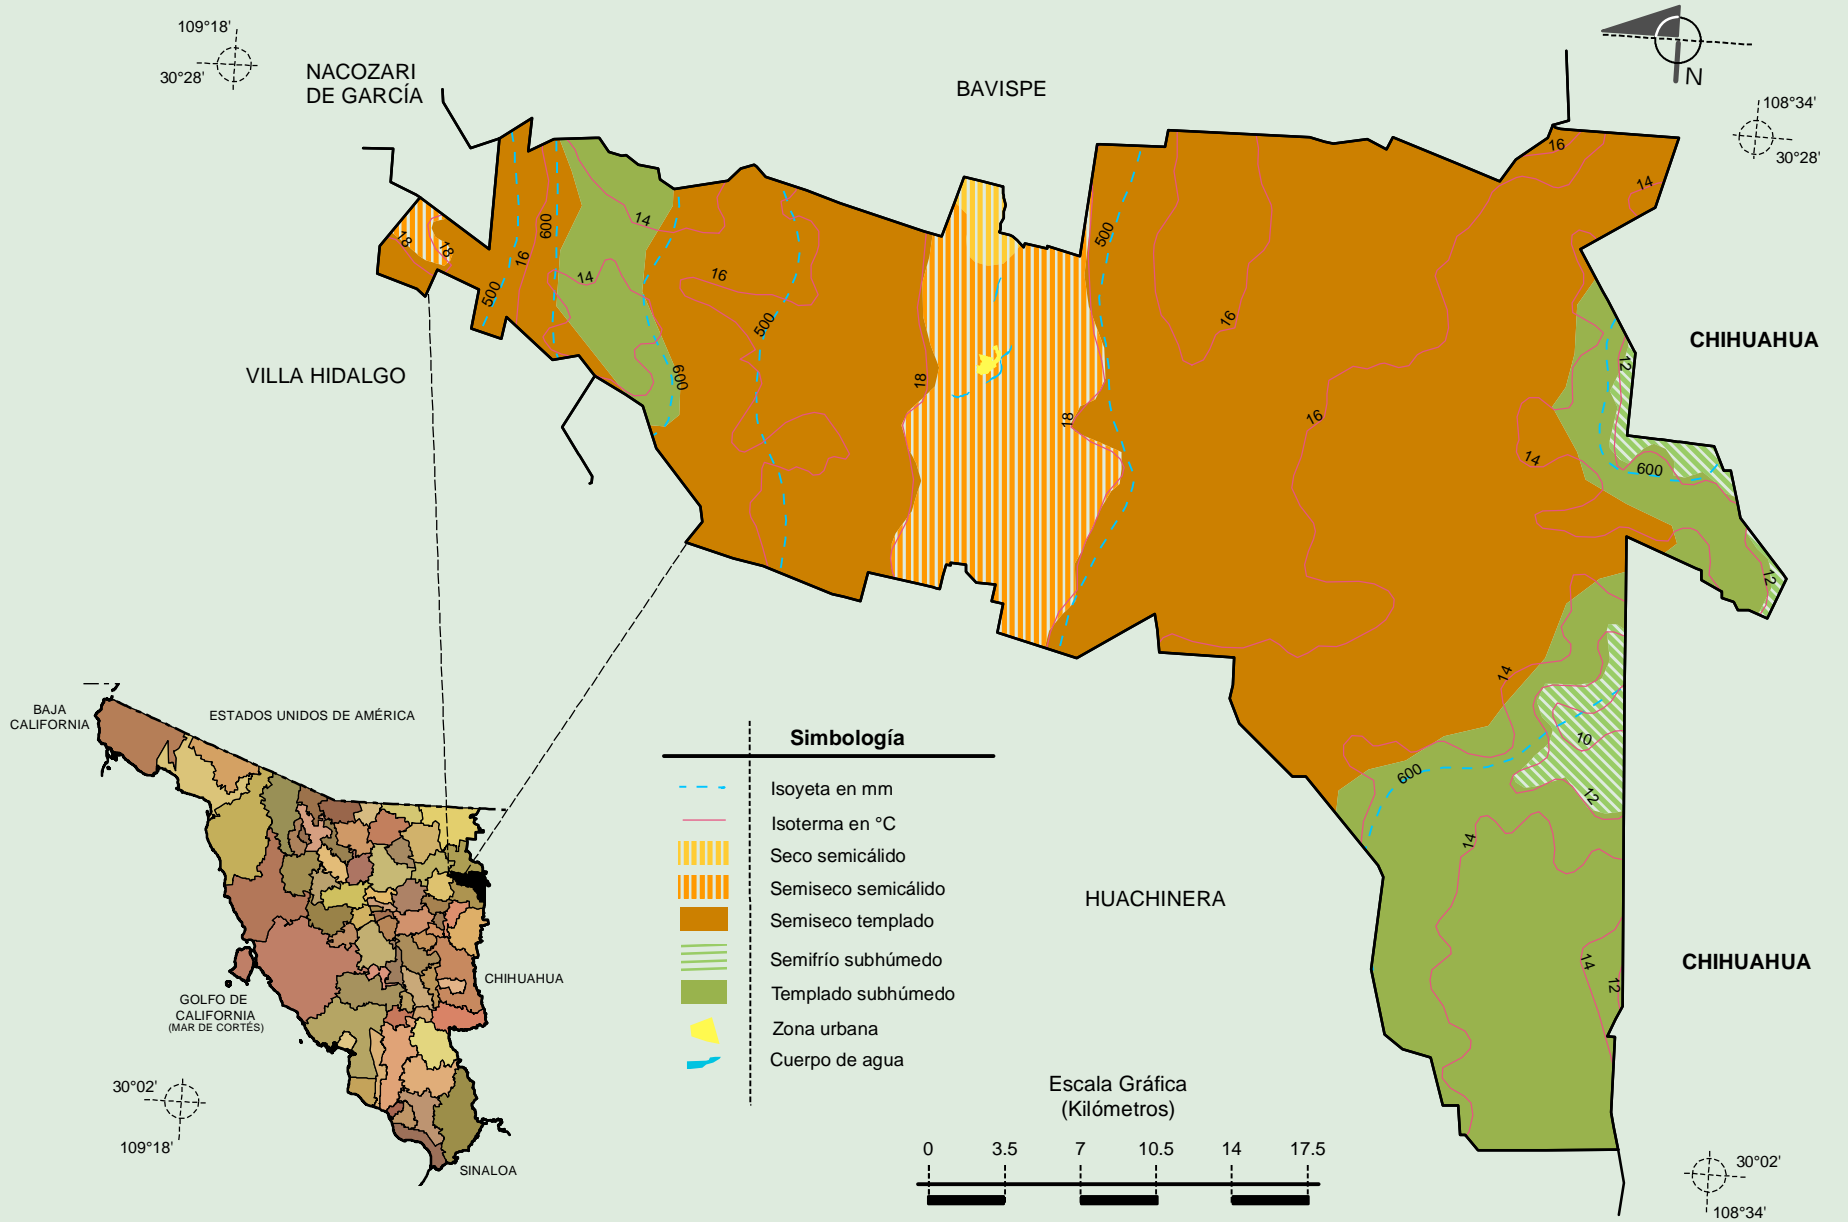 109°18'
30°28'
NACOZARI
DE GARCÍA
BAVISPE
N
108°34'
30°28'
16
14
18
18
500
16
600
14
14
16
500
600
18
18
500
16
16
14
12
600
12
CHIHUAHUA
VILLA HIDALGO
14
600
10
12
14
14
12
HUACHINERA
CHIHUAHUA
BAJA
CALIFORNIA
ESTADOS UNIDOS DE AMÉRICA
CHIHUAHUA
GOLFO DE
CALIFORNIA
(MAR DE CORTÉS)
SINALOA
30°02'
109°18'
Simbología
Isoyeta en mm
Isoterma en °C
Seco semicálido
Semiseco semicálido
Semiseco templado
Semifrío subhúmedo
Templado subhúmedo
Zona urbana
Cuerpo de agua
Escala Gráfica
(Kilómetros)
0 3.5 7 10.5 14 17.5
30°02'
108°34'